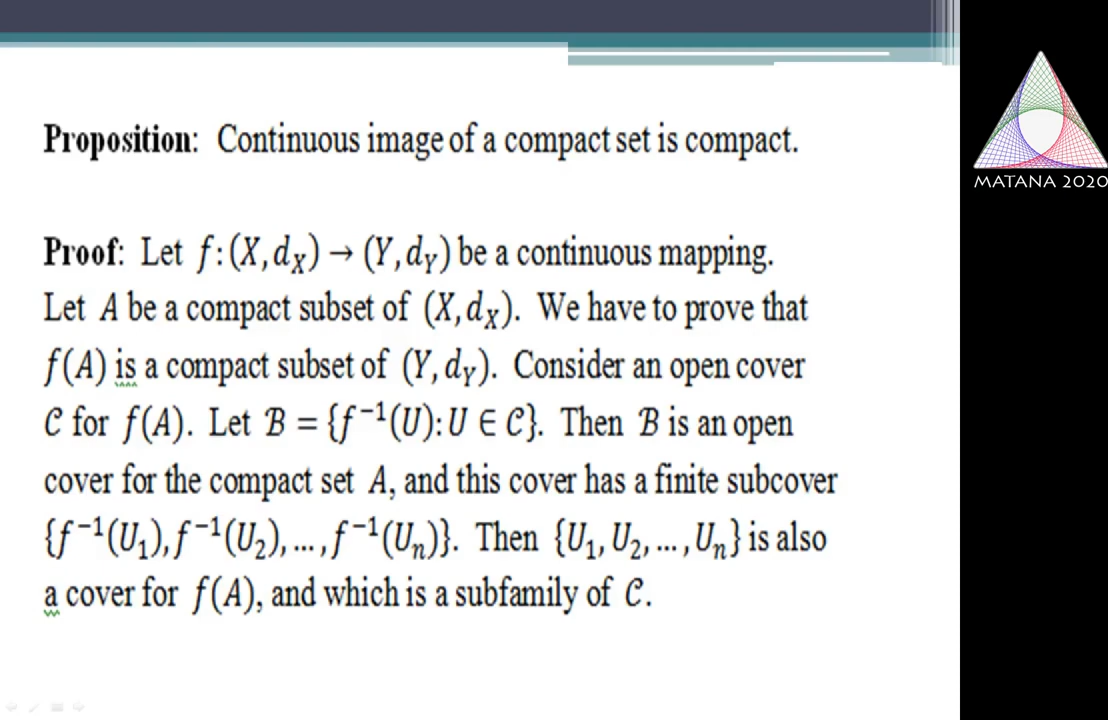 Proposition: Continuous image of a compact set is compact.
Proof: Let f:(X,d_X) → (Y,d_Y) be a continuous mapping.
Let A be a compact subset of (X,d_X). We have to prove that
f(A) is a compact subset of (Y,d_Y). Consider an open cover
𝒞 for f(A). Let ℬ = {f⁻¹(U):U ∈ 𝒞}. Then ℬ is an open
cover for the compact set A, and this cover has a finite subcover
{f⁻¹(U₁),f⁻¹(U₂),…,f⁻¹(Uₙ)}. Then {U₁,U₂,…,Uₙ} is also
a cover for f(A), and which is a subfamily of 𝒞.
MATANA 2020